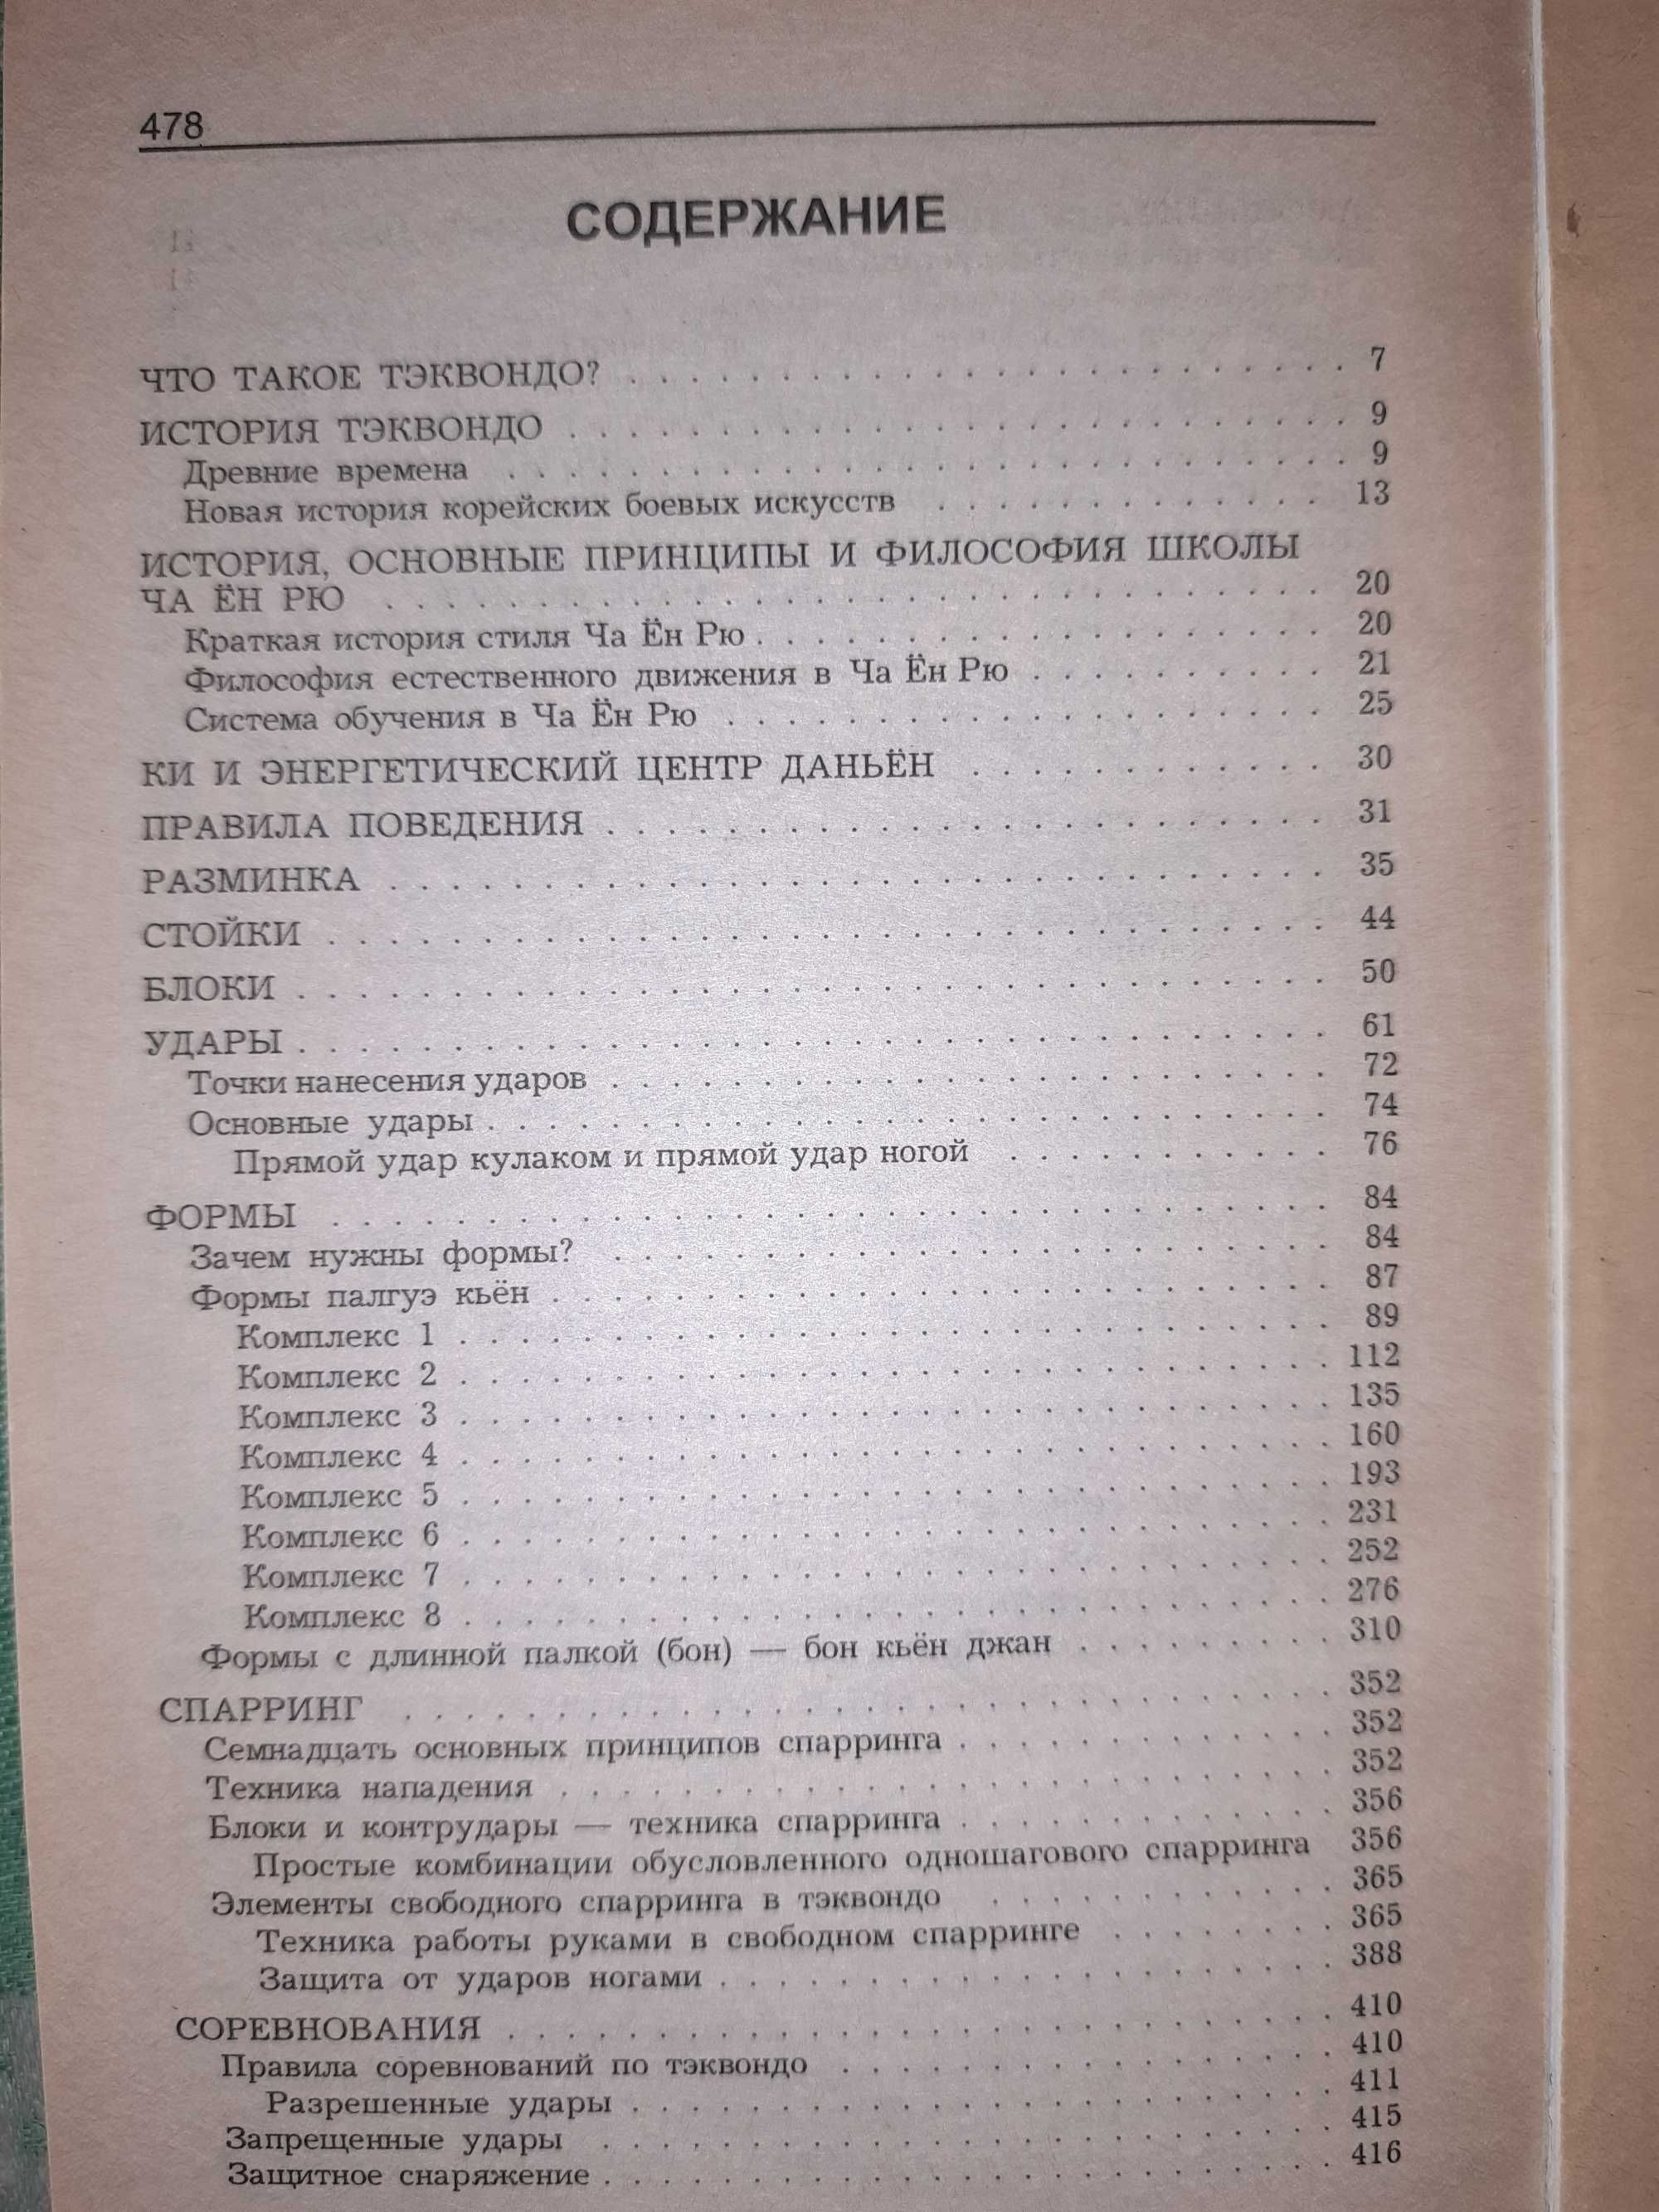 478
СОДЕРЖАНИЕ
ЧТО ТАКОЕ ТЭКВОНДО? . . . . . . . . . . . . . . . . . . . . . . . . 7
ИСТОРИЯ ТЭКВОНДО . . . . . . . . . . . . . . . . . . . . . . . . . . 9
Древние времена . . . . . . . . . . . . . . . . . . . . . . . . . . . . 9
Новая история корейских боевых искусств . . . . . . . . . . . . . 13
ИСТОРИЯ, ОСНОВНЫЕ ПРИНЦИПЫ И ФИЛОСОФИЯ ШКОЛЫ
ЧА ЁН РЮ . . . . . . . . . . . . . . . . . . . . . . . . . . . . . . . 20
Краткая история стиля Ча Ён Рю . . . . . . . . . . . . . . . . . . 20
Философия естественного движения в Ча Ён Рю . . . . . . . . . . 21
Система обучения в Ча Ён Рю . . . . . . . . . . . . . . . . . . . . 25
КИ И ЭНЕРГЕТИЧЕСКИЙ ЦЕНТР ДАНЬЁН . . . . . . . . . . . . 30
ПРАВИЛА ПОВЕДЕНИЯ . . . . . . . . . . . . . . . . . . . . . . . . 31
РАЗМИНКА . . . . . . . . . . . . . . . . . . . . . . . . . . . . . . . 35
СТОЙКИ . . . . . . . . . . . . . . . . . . . . . . . . . . . . . . . . . 44
БЛОКИ . . . . . . . . . . . . . . . . . . . . . . . . . . . . . . . . . . 50
УДАРЫ . . . . . . . . . . . . . . . . . . . . . . . . . . . . . . . . . . 61
Точки нанесения ударов . . . . . . . . . . . . . . . . . . . . . . . 72
Основные удары . . . . . . . . . . . . . . . . . . . . . . . . . . . . 74
Прямой удар кулаком и прямой удар ногой . . . . . . . . . . . 76
ФОРМЫ . . . . . . . . . . . . . . . . . . . . . . . . . . . . . . . . . 84
Зачем нужны формы? . . . . . . . . . . . . . . . . . . . . . . . . 84
Формы палгуэ кьён . . . . . . . . . . . . . . . . . . . . . . . . . . 87
Комплекс 1 . . . . . . . . . . . . . . . . . . . . . . . . . . . . . 89
Комплекс 2 . . . . . . . . . . . . . . . . . . . . . . . . . . . . . 112
Комплекс 3 . . . . . . . . . . . . . . . . . . . . . . . . . . . . . 135
Комплекс 4 . . . . . . . . . . . . . . . . . . . . . . . . . . . . . 160
Комплекс 5 . . . . . . . . . . . . . . . . . . . . . . . . . . . . . 193
Комплекс 6 . . . . . . . . . . . . . . . . . . . . . . . . . . . . . 231
Комплекс 7 . . . . . . . . . . . . . . . . . . . . . . . . . . . . . 252
Комплекс 8 . . . . . . . . . . . . . . . . . . . . . . . . . . . . . 276
Формы с длинной палкой (бон) — бон кьён джан . . . . . . . . . 310
СПАРРИНГ . . . . . . . . . . . . . . . . . . . . . . . . . . . . . . . 352
Семнадцать основных принципов спарринга . . . . . . . . . . . . 352
Техника нападения . . . . . . . . . . . . . . . . . . . . . . . . . . 352
Блоки и контрудары — техника спарринга . . . . . . . . . . . . 356
Простые комбинации обусловленного одношагового спарринга 356
Элементы свободного спарринга в тэквондо . . . . . . . . . . . . 365
Техника работы руками в свободном спарринге . . . . . . . . 365
Защита от ударов ногами . . . . . . . . . . . . . . . . . . . . . 388
СОРЕВНОВАНИЯ . . . . . . . . . . . . . . . . . . . . . . . . . . . . 410
Правила соревнований по тэквондо . . . . . . . . . . . . . . . . 410
Разрешенные удары . . . . . . . . . . . . . . . . . . . . . . . . 411
Запрещенные удары . . . . . . . . . . . . . . . . . . . . . . . . . 415
Защитное снаряжение . . . . . . . . . . . . . . . . . . . . . . . . 416